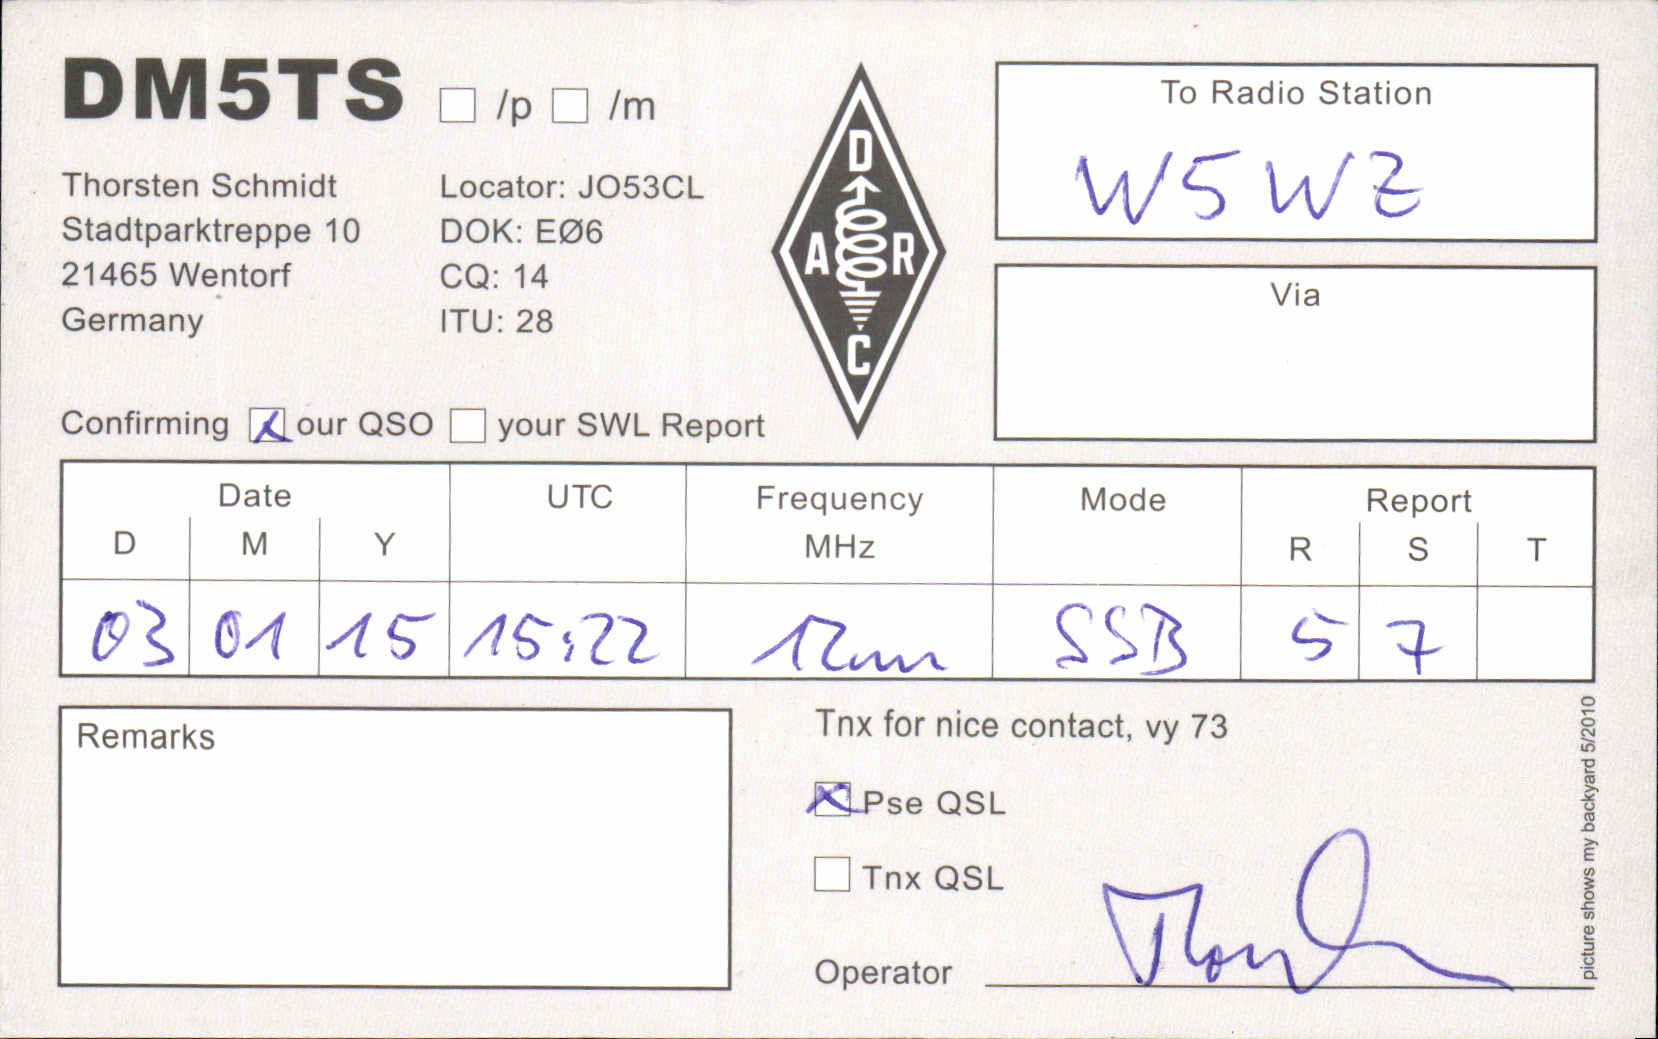 DM5TS /p /m
Thorsten Schmidt
Stadtparktreppe 10
21465 Wentorf
Germany
Locator: JO53CL
DOK: EØ6
CQ: 14
ITU: 28
D
A R
C
To Radio Station
W5WZ
Via
Confirming our QSO your SWL Report
Date UTC Frequency Mode Report
D M Y MHz R S T
03 01 15 15:22 12m SSB 5 7
Remarks
Tnx for nice contact, vy 73
Pse QSL
Tnx QSL
Operator
picture shows my backyard 5/2010